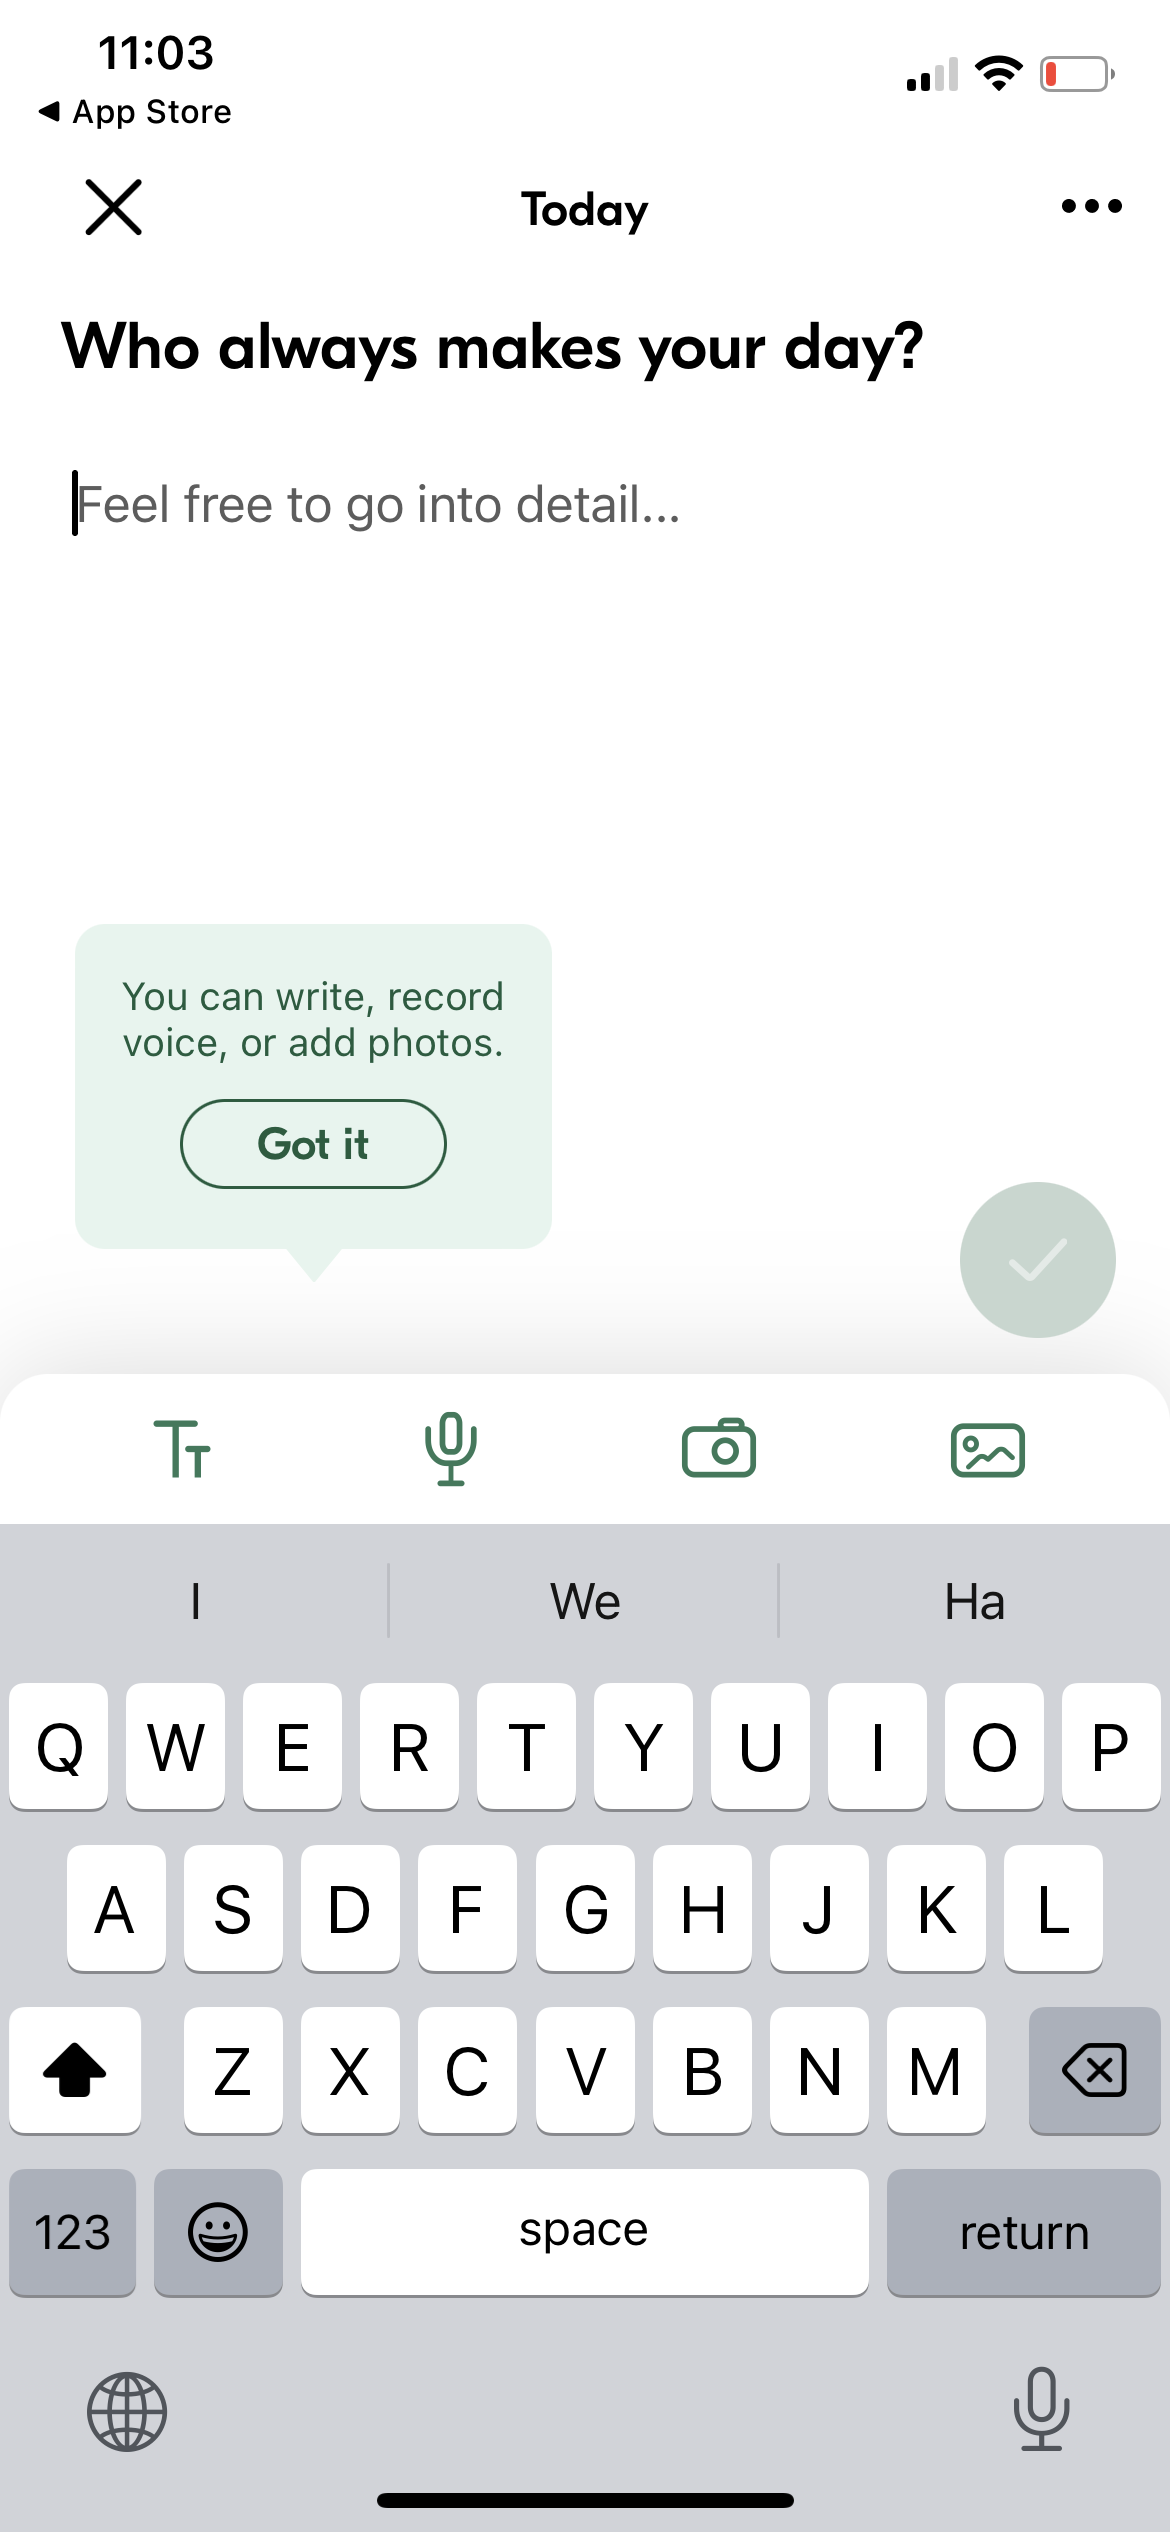 11:03
App Store
Today
Who always makes your day?
Feel free to go into detail...
You can write, record
voice, or add photos.
Got it
I We Ha
Q W E R T Y U I O P
A S D F G H J K L
Z X C V B N M
123 space return